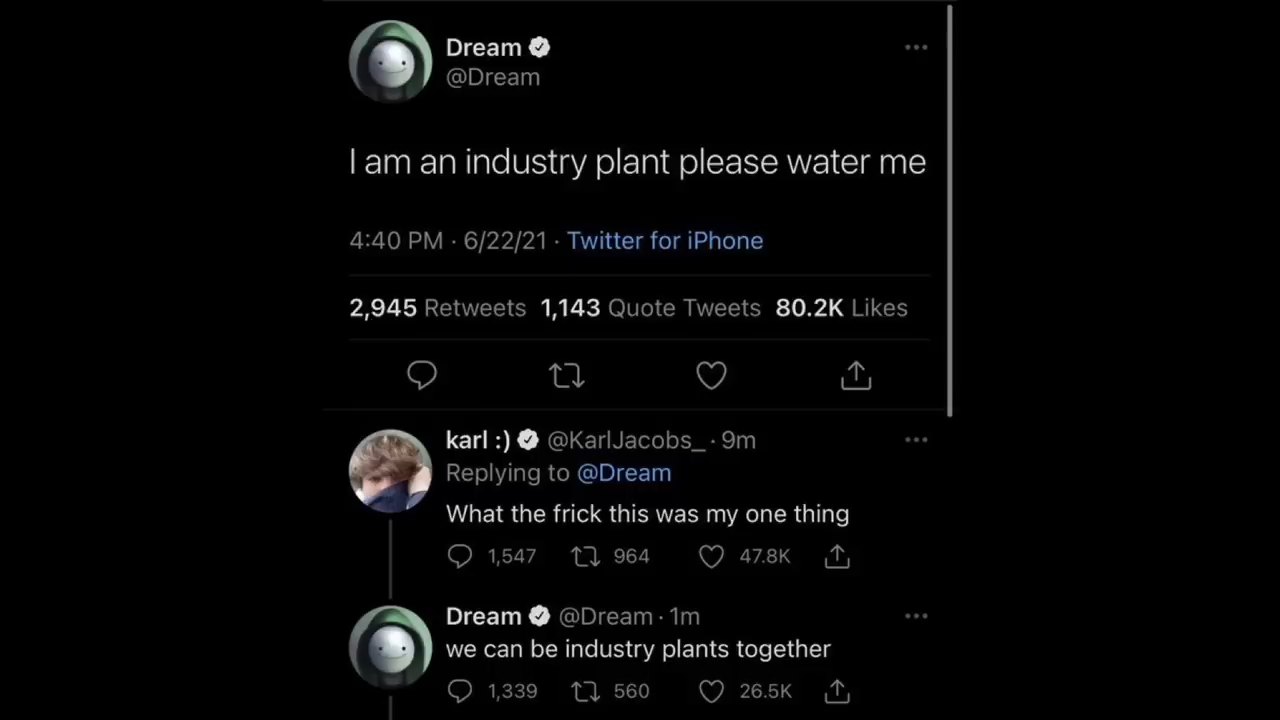 Dream
@Dream
I am an industry plant please water me
4:40 PM · 6/22/21 · Twitter for iPhone
2,945 Retweets 1,143 Quote Tweets 80.2K Likes
karl :) @KarlJacobs_ · 9m
Replying to @Dream
What the frick this was my one thing
1,547 964 47.8K
Dream @Dream · 1m
we can be industry plants together
1,339 560 26.5K